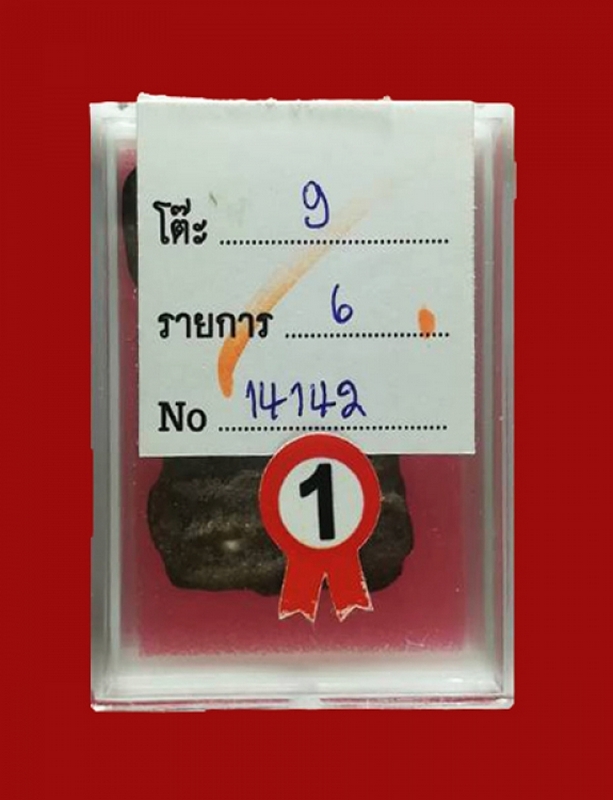 โต๊ะ ........ 9
รายการ ........ 6
No ........ 14142
1